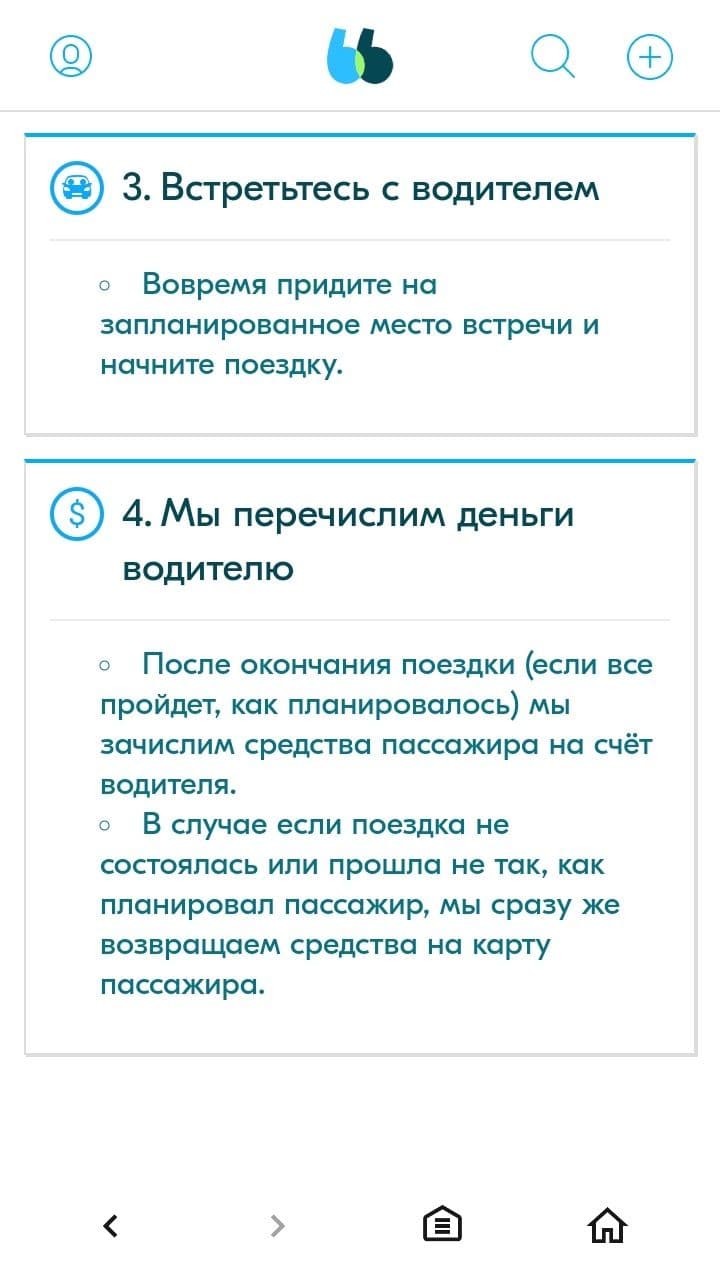 3. Встретьтесь с водителем
Вовремя придите на
запланированное место встречи и
начните поездку.
$ 4. Мы перечислим деньги
водителю
После окончания поездки (если все
пройдет, как планировалось) мы
зачислим средства пассажира на счёт
водителя.
В случае если поездка не
состоялась или прошла не так, как
планировал пассажир, мы сразу же
возвращаем средства на карту
пассажира.